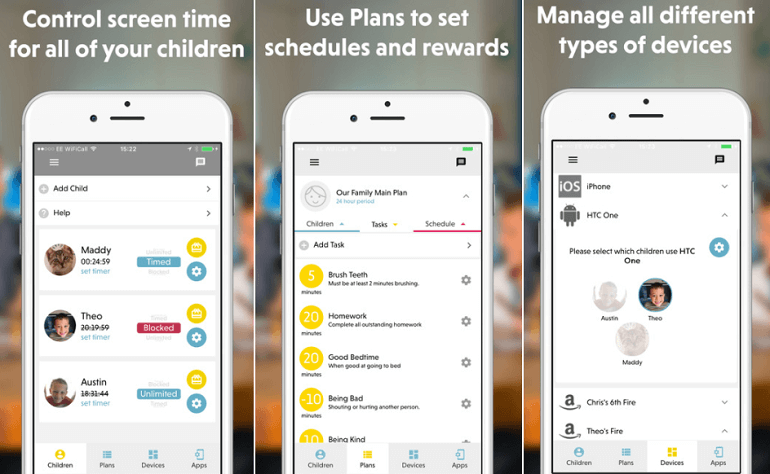 Control screen time
for all of your children
EE WiFiCall 16:22
Add Child
Help
Maddy
00:24:59
set timer
Unlimited
Timed
Blocked
Theo
20:19:59
set timer
Timed
Blocked
Unlimited
Austin
18:31:44
set timer
Blocked
Unlimited
Timed
Children
Plans
Devices
Apps
Use Plans to set
schedules and rewards
Our Family Main Plan
24 hour period
Children
Tasks
Schedule
Add Task
5
minutes
Brush Teeth
Must be at least 2 minutes brushing.
20
minutes
Homework
Complete all outstanding homework
20
minutes
Good Bedtime
When good at going to bed
-10
minutes
Being Bad
Shouting or hurting another person.
10
Being Kind
Children
Plans
Devices
Apps
Manage all different
types of devices
iOS
iPhone
HTC One
Please select which children use HTC
One
Austin
Theo
Maddy
a
Chris's 6th Fire
a
Theo's Fire
Children
Plans
Devices
Apps